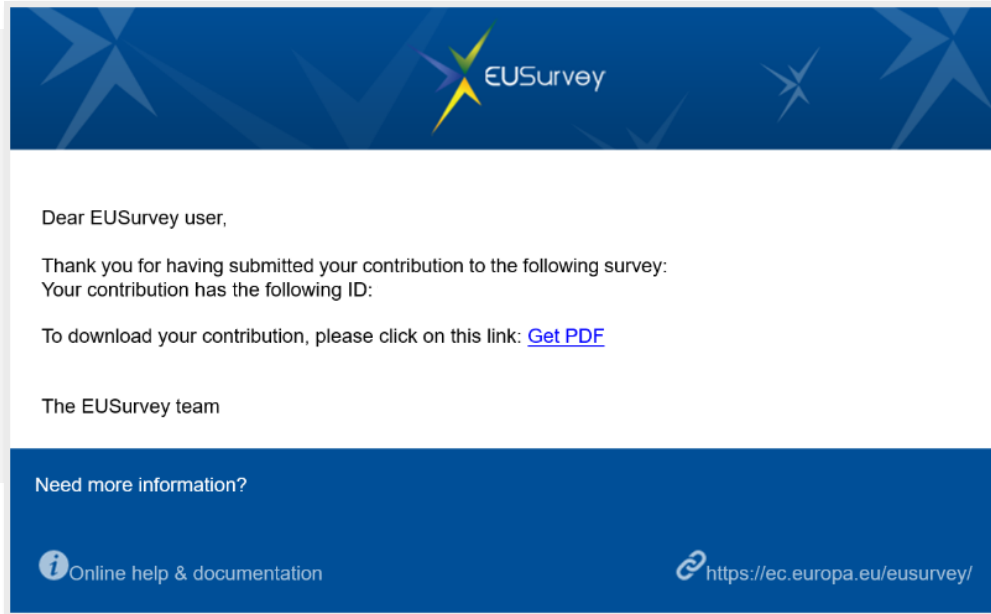 EUSurvey
Dear EUSurvey user,
Thank you for having submitted your contribution to the following survey:
Your contribution has the following ID:
To download your contribution, please click on this link: Get PDF
The EUSurvey team
Need more information?
Online help & documentation
https://ec.europa.eu/eusurvey/